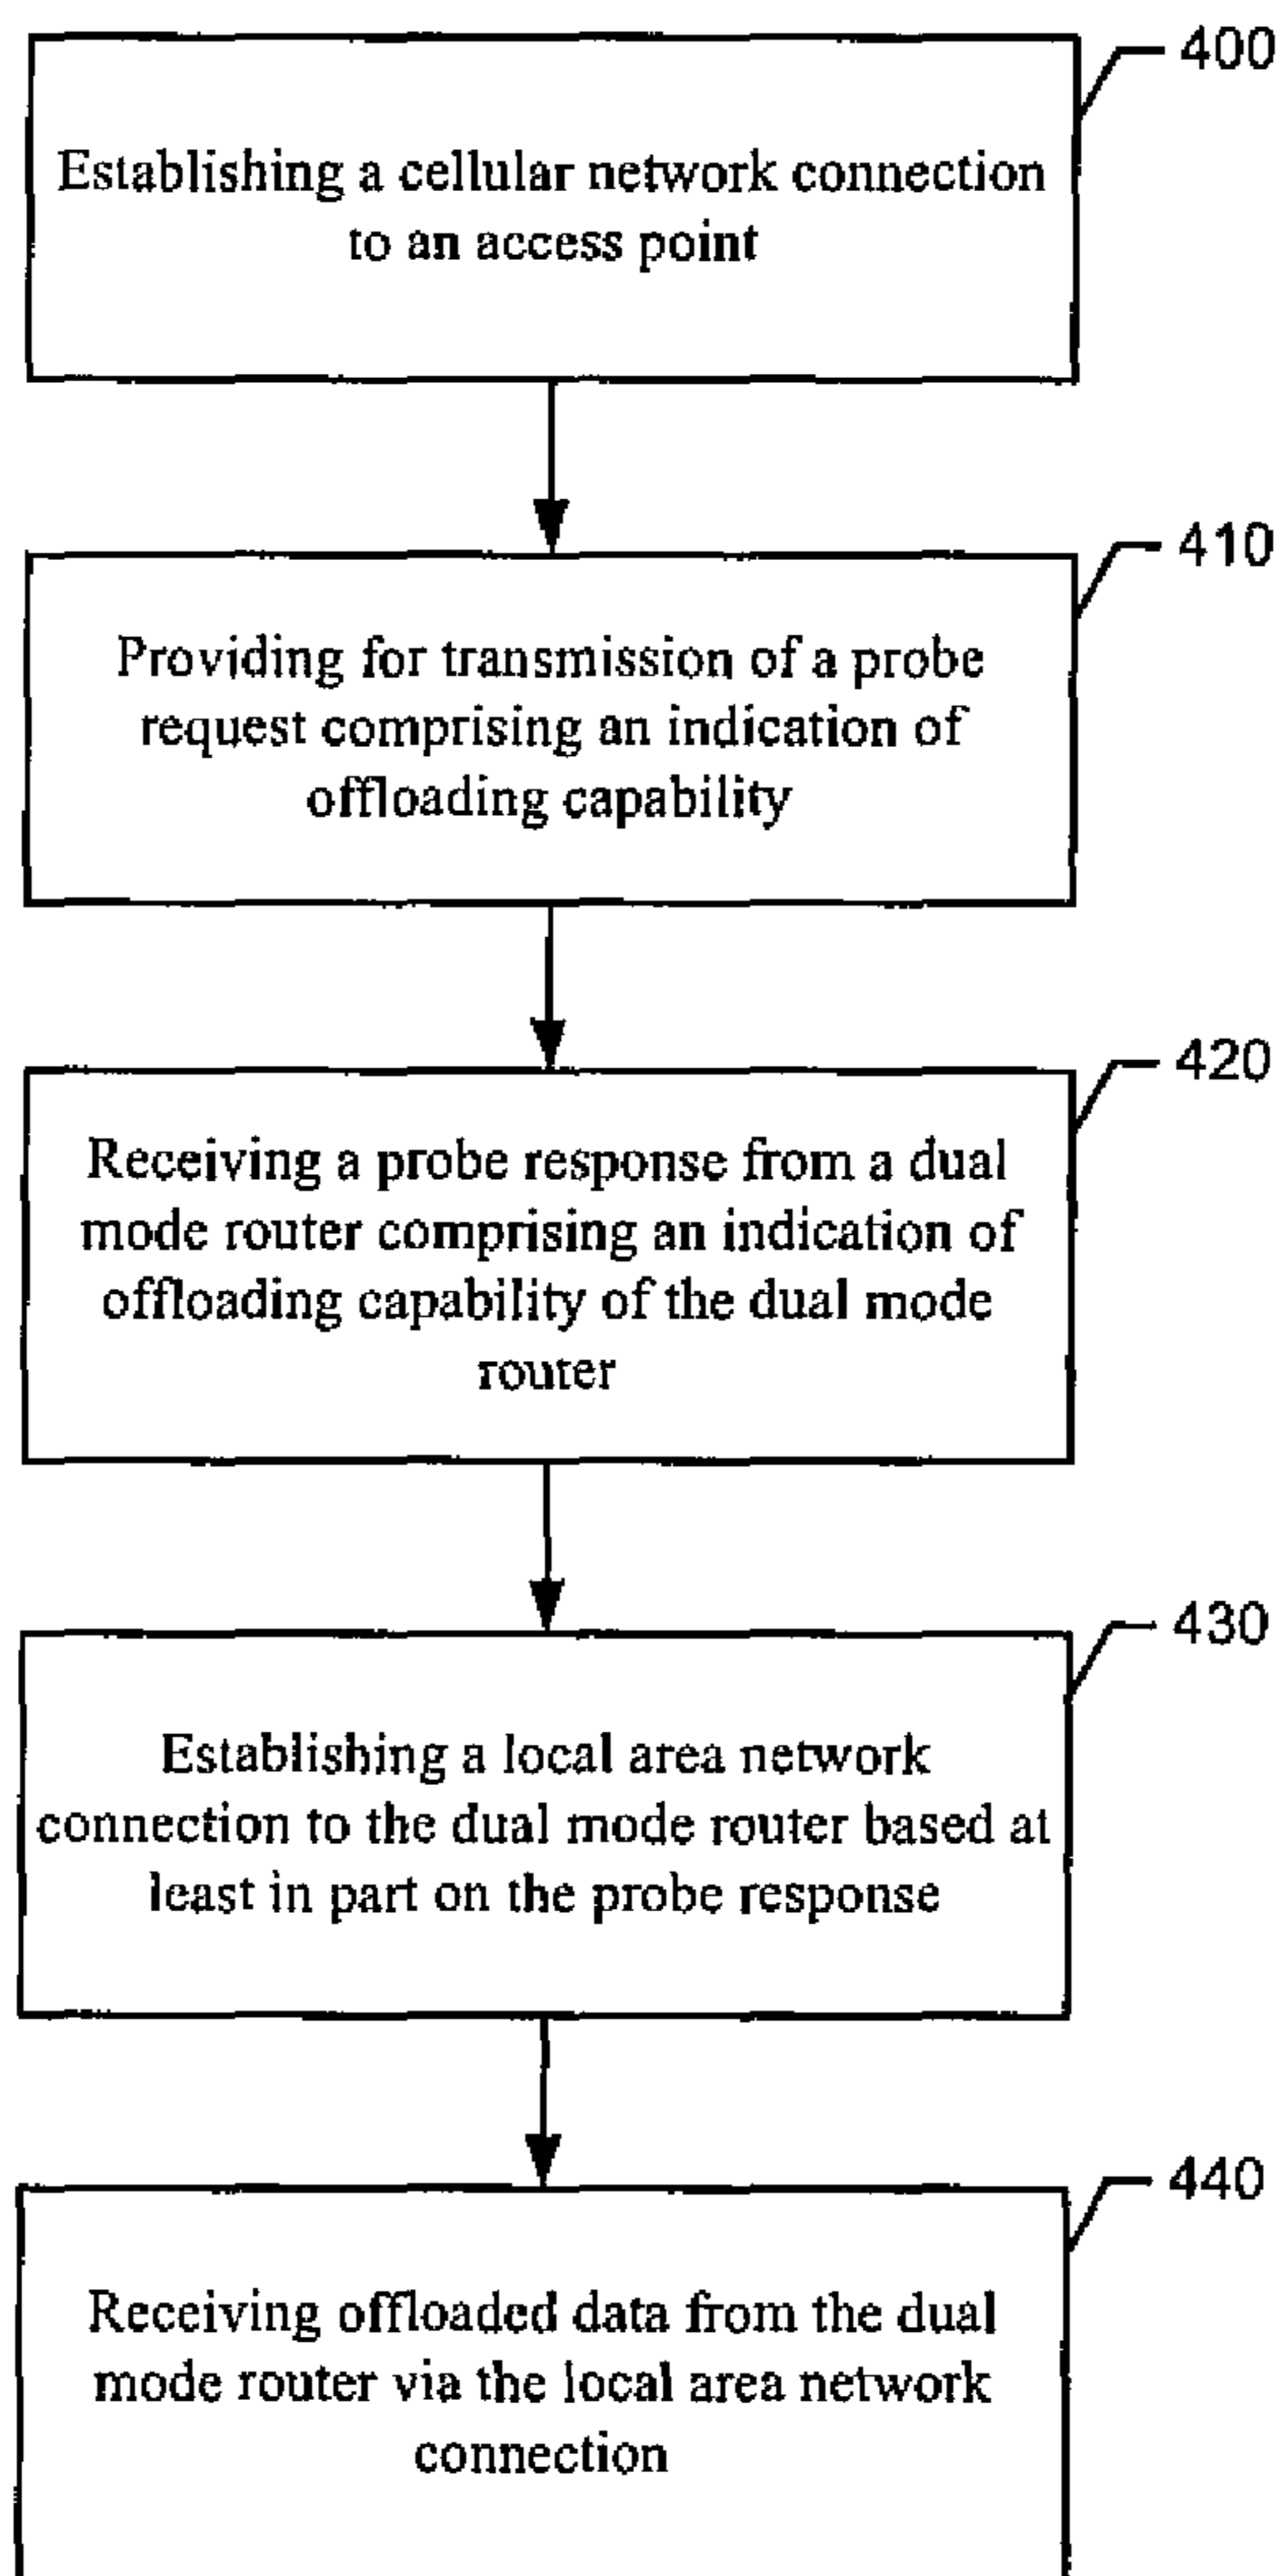 400
Establishing a cellular network connection
to an access point
410
Providing for transmission of a probe
request comprising an indication of
offloading capability
420
Receiving a probe response from a dual
mode router comprising an indication of
offloading capability of the dual mode
router
430
Establishing a local area network
connection to the dual mode router based at
least in part on the probe response
440
Receiving offloaded data from the dual
mode router via the local area network
connection